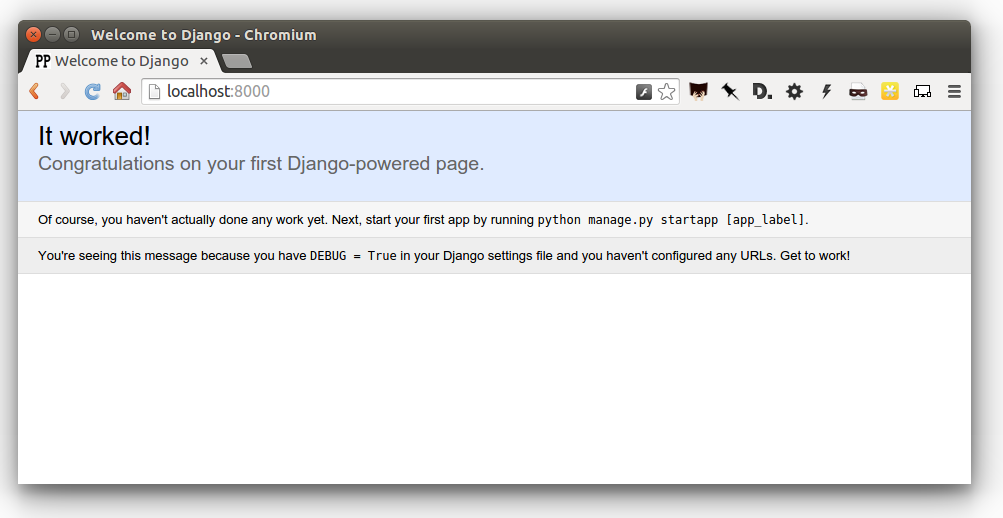 Welcome to Django - Chromium
PP Welcome to Django ×
localhost:8000
D.
It worked!
Congratulations on your first Django-powered page.
Of course, you haven't actually done any work yet. Next, start your first app by running python manage.py startapp [app_label].
You're seeing this message because you have DEBUG = True in your Django settings file and you haven't configured any URLs. Get to work!